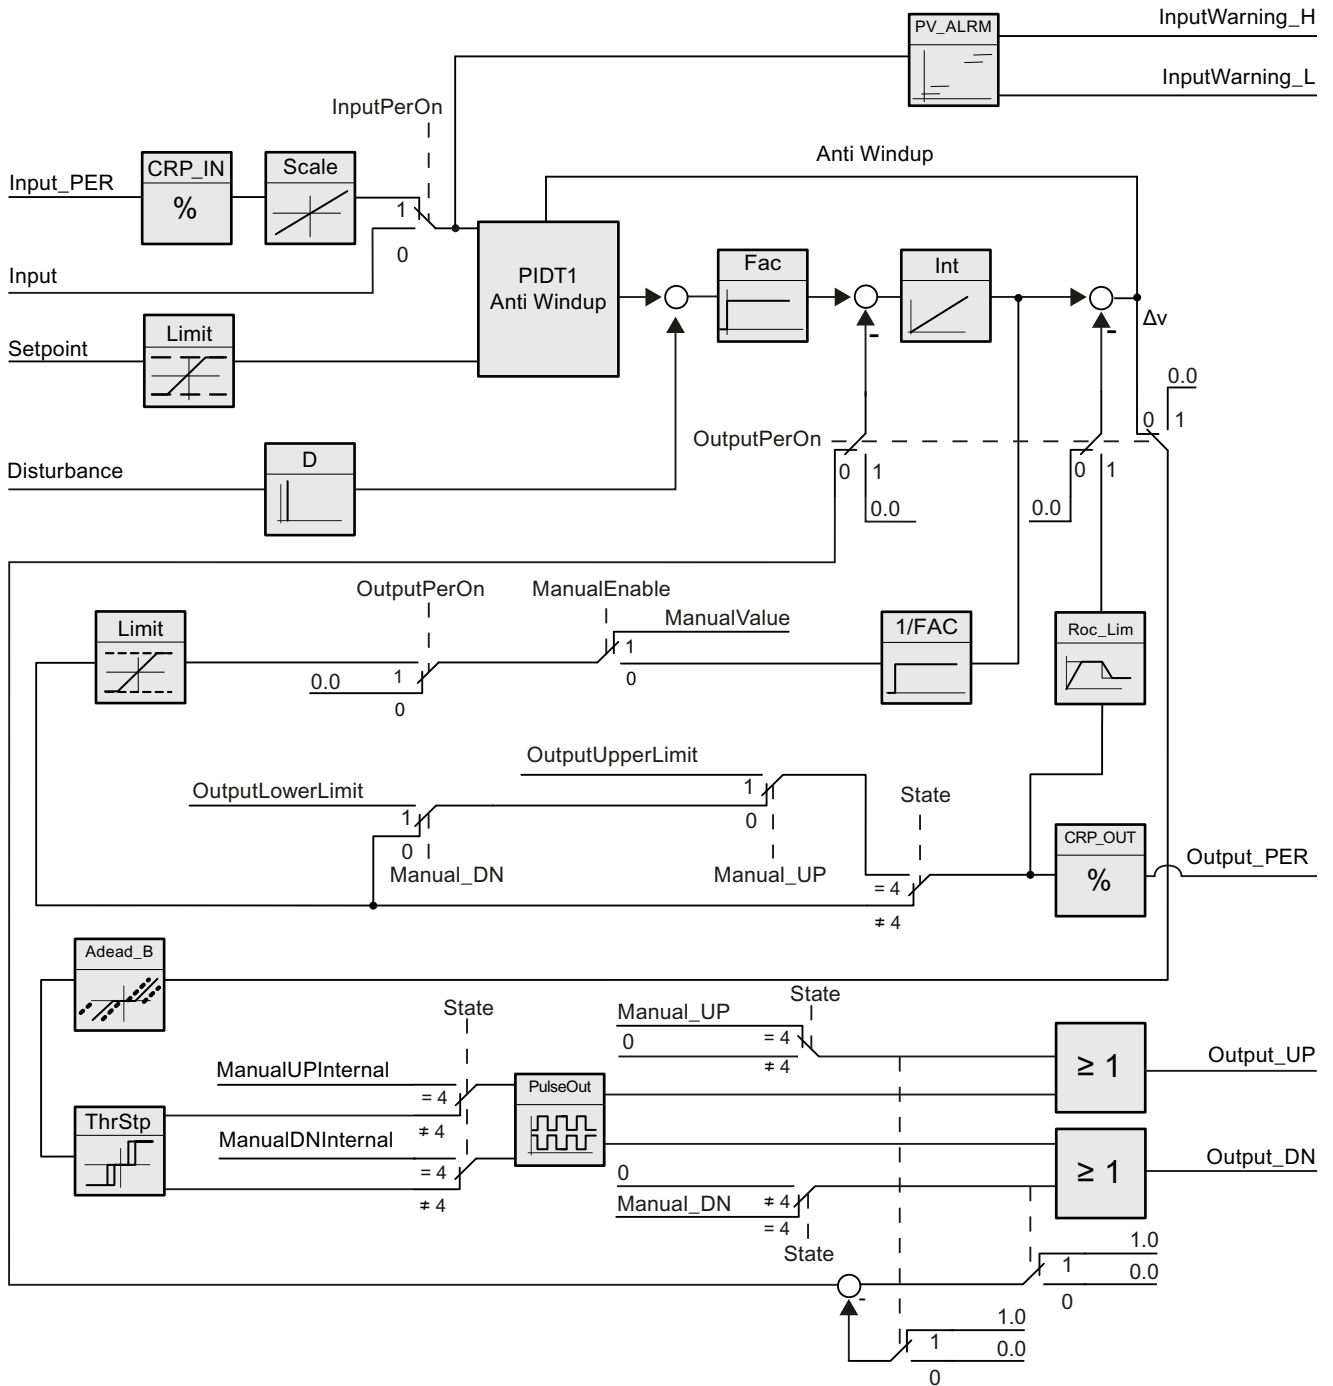 InputWarning_H
PV_ALRM
InputWarning_L
InputPerOn
Anti Windup
CRP_IN
%
Scale
Input_PER
1
0
Input
PIDT1
Anti Windup
Fac
Int
-
-
Δv
Setpoint
Limit
0.0
0
1
OutputPerOn
0
1
0.0
0
1
0.0
Disturbance
D
OutputPerOn
ManualEnable
ManualValue
Limit
1
0
0.0
1
0
1/FAC
Roc_Lim
OutputUpperLimit
OutputLowerLimit
1
0
1
0
State
Manual_DN
Manual_UP
= 4
≠ 4
CRP_OUT
%
Output_PER
Adead_B
State
Manual_UP
0
State
= 4
≠ 4
≥ 1
Output_UP
ManualUPInternal
= 4
≠ 4
PulseOut
ThrStp
ManualDNInternal
= 4
≠ 4
0
Manual_DN
≠ 4
= 4
State
≥ 1
Output_DN
1.0
1
0.0
0
-
1.0
1
0.0
0